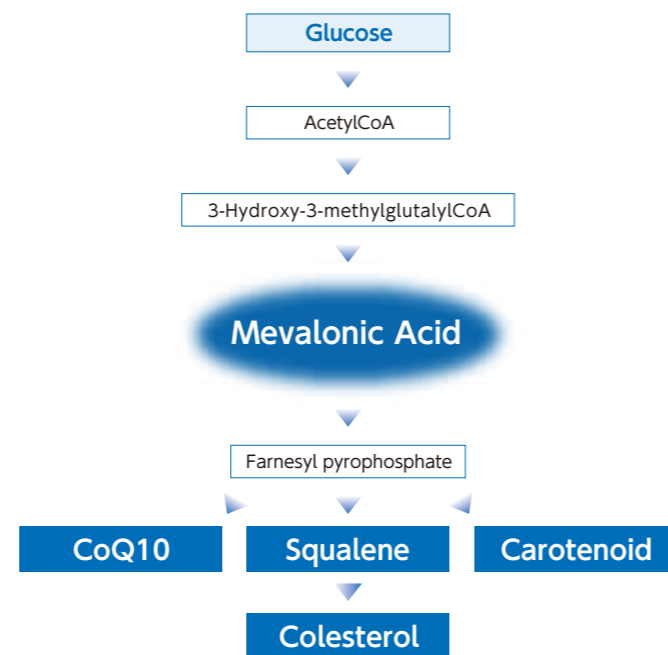 Glucose
AcetylCoA
3-Hydroxy-3-methylglutalylCoA
Mevalonic Acid
Farnesyl pyrophosphate
CoQ10
Squalene
Carotenoid
Colesterol